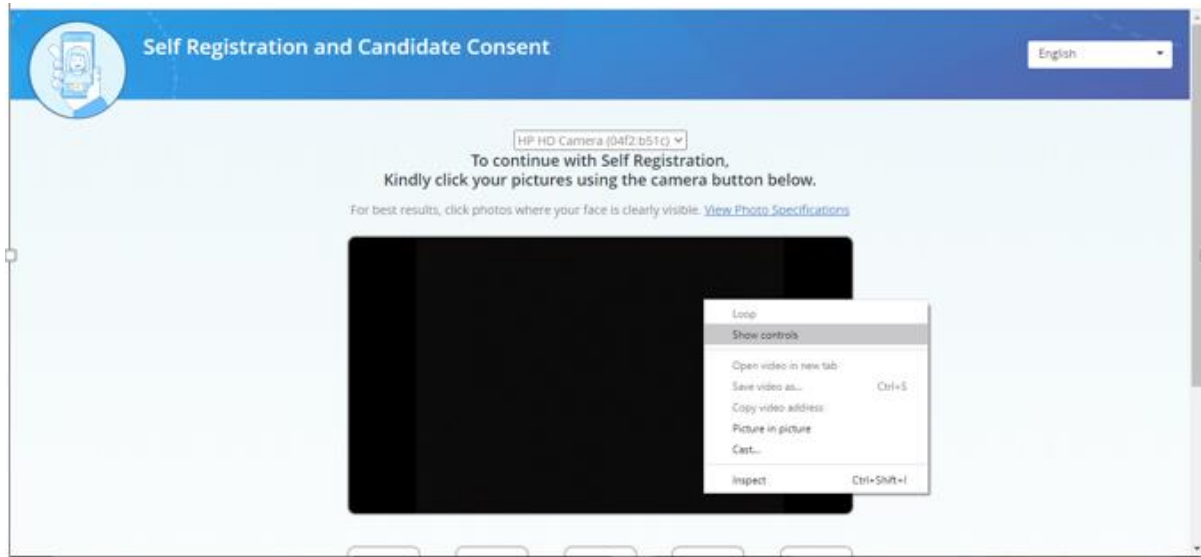 Self Registration and Candidate Consent
English
HP HD Camera (04f2:b51c)
To continue with Self Registration,
Kindly click your pictures using the camera button below.
For best results, click photos where your face is clearly visible. View Photo Specifications
Loop
Show controls
Open video in new tab
Save video as... Ctrl+S
Copy video address
Picture in picture
Cast...
Inspect Ctrl+Shift+I